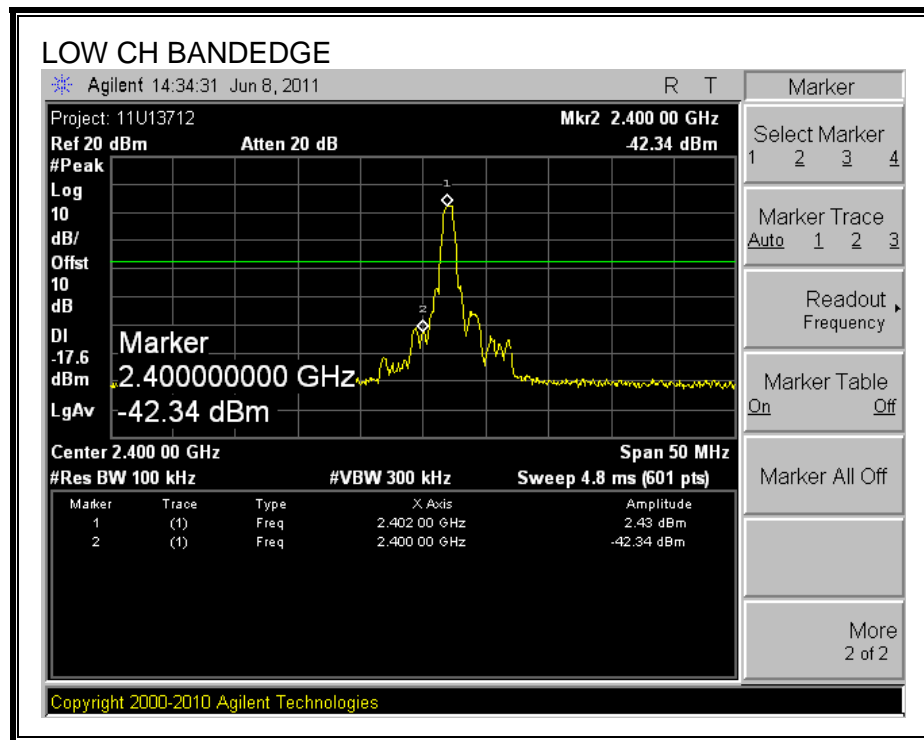 LOW CH BANDEDGE
Agilent 14:34:31 Jun 8, 2011 R T
Project: 11U13712 Mkr2 2.400 00 GHz
Ref 20 dBm Atten 20 dB -42.34 dBm
#Peak
Log
10
dB/
Offst
10
dB
DI
-17.6
dBm
LgAv
1
2
Marker
2.400000000 GHz
-42.34 dBm
Center 2.400 00 GHz Span 50 MHz
#Res BW 100 kHz #VBW 300 kHz Sweep 4.8 ms (601 pts)
Marker Trace Type X Axis Amplitude
1 (1) Freq 2.402 00 GHz 2.43 dBm
2 (1) Freq 2.400 00 GHz -42.34 dBm
Marker
Select Marker
1 2 3 4
Marker Trace
Auto 1 2 3
Readout
Frequency
Marker Table
On Off
Marker All Off
More
2 of 2
Copyright 2000-2010 Agilent Technologies